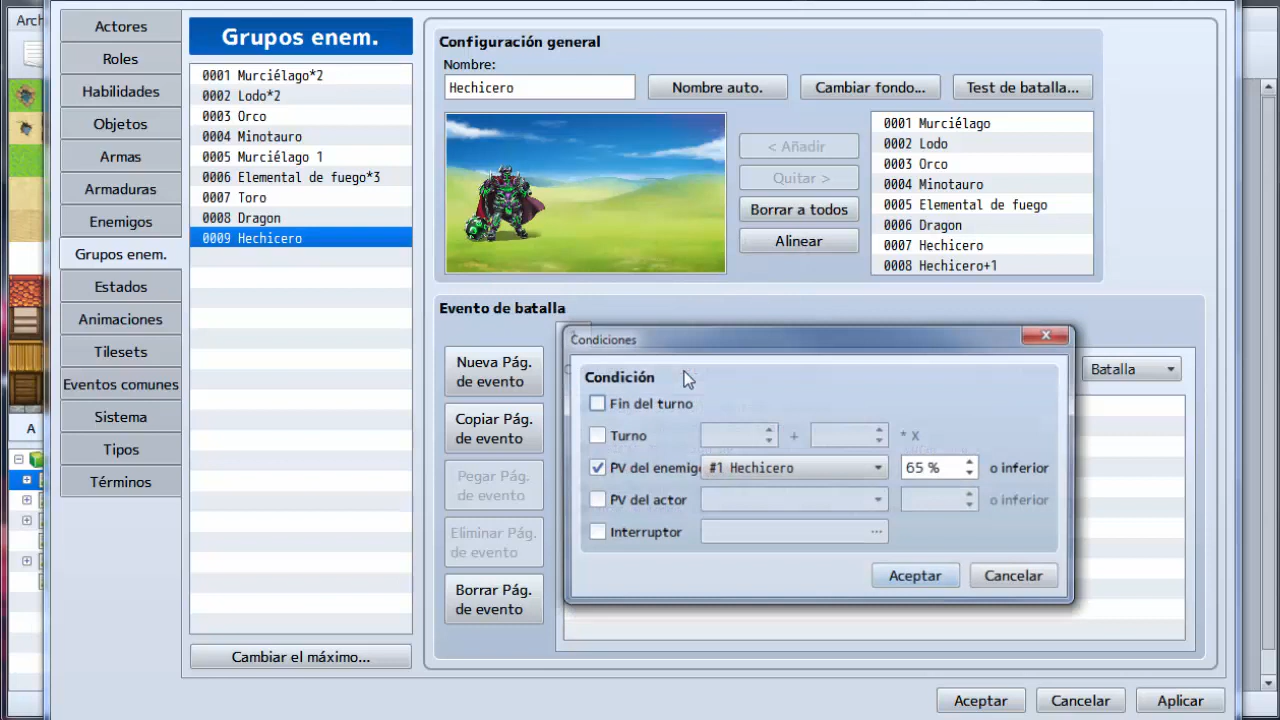 Arch
Actores
Roles
Habilidades
Objetos
Armas
Armaduras
Enemigos
Grupos enem.
Estados
Animaciones
Tilesets
Eventos comunes
Sistema
Tipos
Términos
A
Grupos enem.
0001 Murciélago*2
0002 Lodo*2
0003 Orco
0004 Minotauro
0005 Murciélago 1
0006 Elemental de fuego*3
0007 Toro
0008 Dragon
0009 Hechicero
Cambiar el máximo...
Configuración general
Nombre:
Hechicero
Nombre auto.
Cambiar fondo...
Test de batalla...
< Añadir
Quitar >
Borrar a todos
Alinear
0001 Murciélago
0002 Lodo
0003 Orco
0004 Minotauro
0005 Elemental de fuego
0006 Dragon
0007 Hechicero
0008 Hechicero+1
Evento de batalla
Nueva Pág.
de evento
Copiar Pág.
de evento
Pegar Pág.
de evento
Eliminar Pág.
de evento
Borrar Pág.
de evento
Batalla
Condiciones
Condición
Fin del turno
Turno + * X
PV del enemigo #1 Hechicero 65 % o inferior
PV del actor o inferior
Interruptor ...
Aceptar Cancelar
Aceptar Cancelar Aplicar